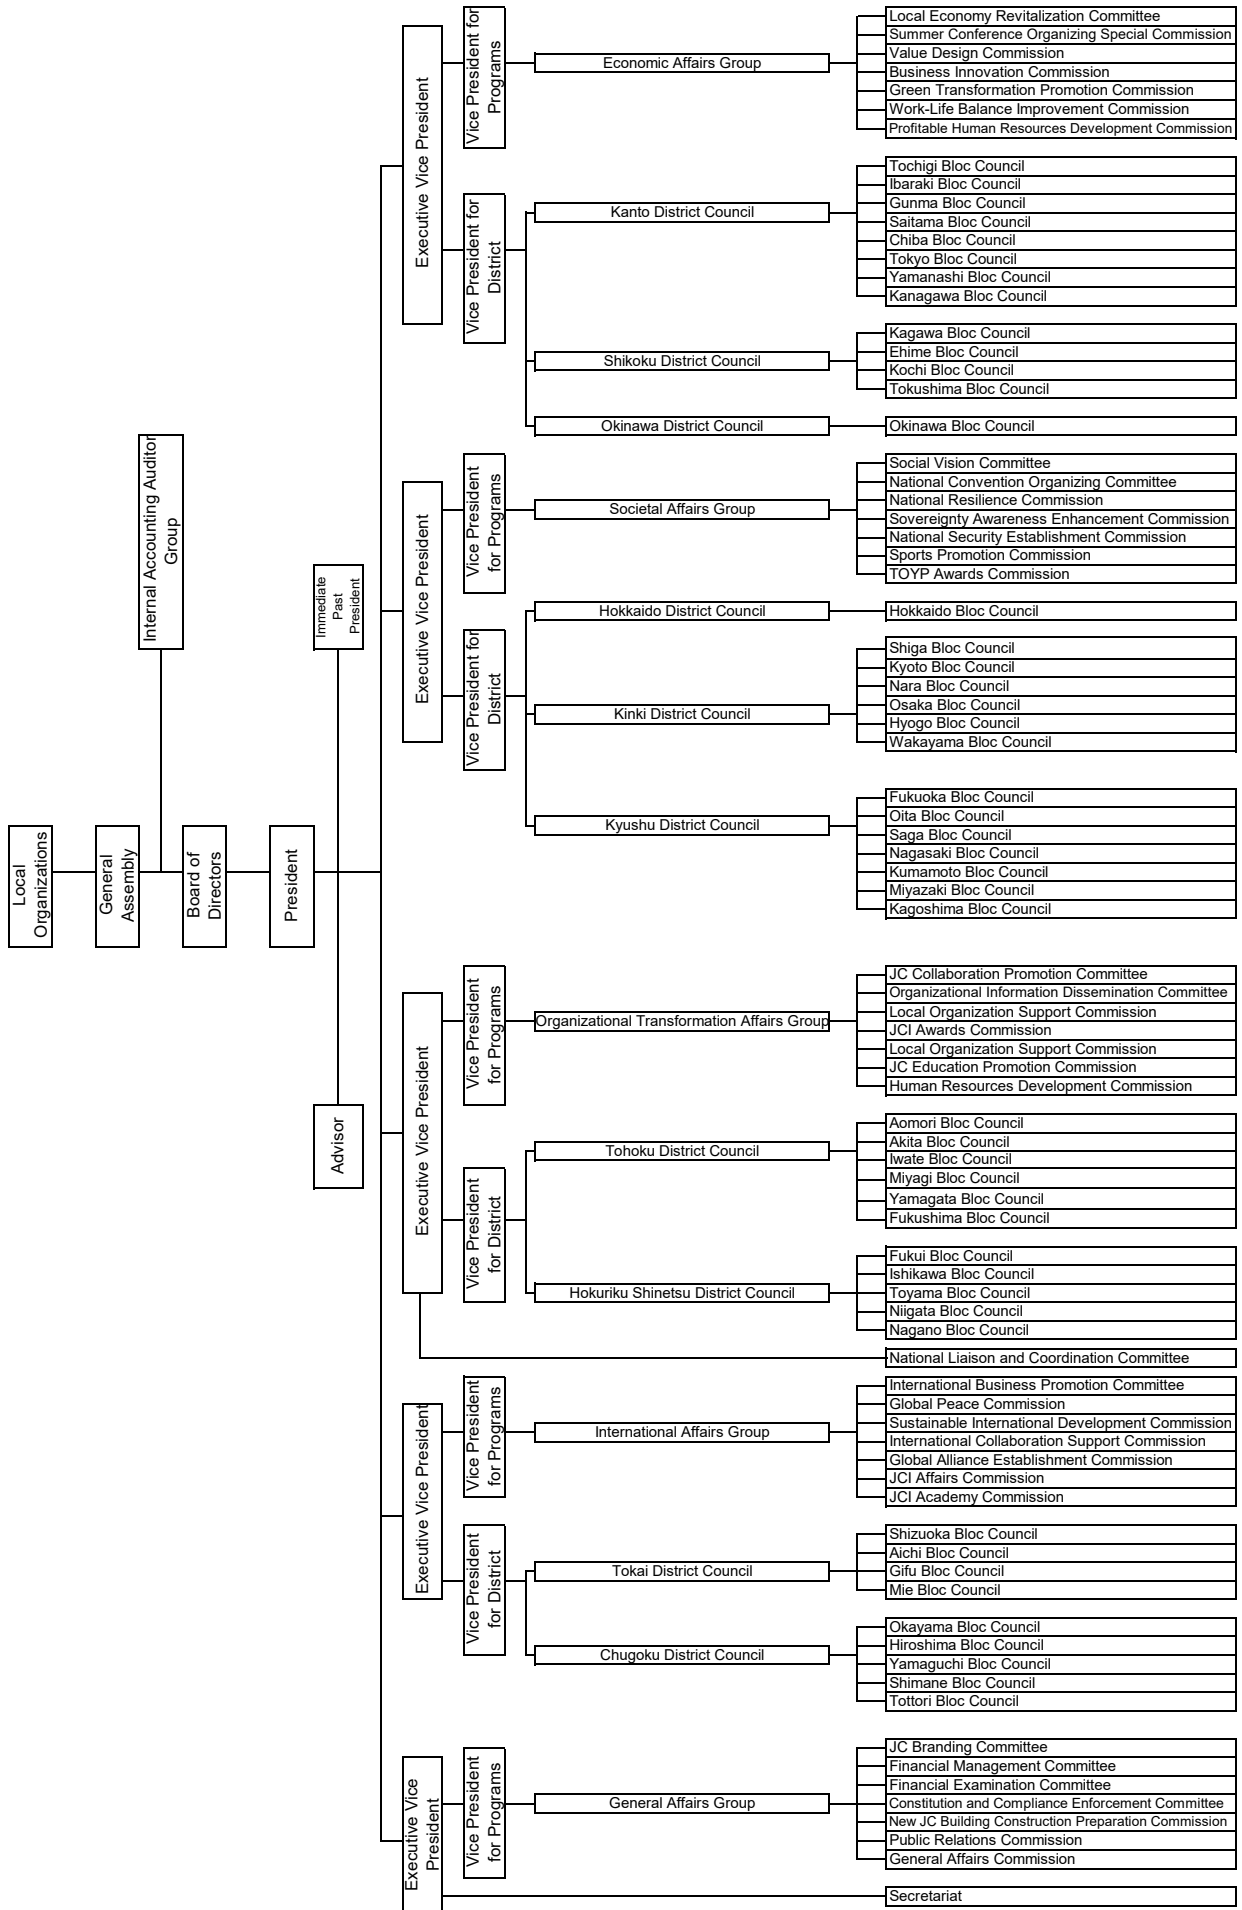 Local
Organizations
General
Assembly
Internal Accounting Auditor
Group
Board of
Directors
President
Immediate
Past
President
Advisor
Executive Vice President
Vice President for
Programs
Economic Affairs Group
Local Economy Revitalization Committee
Summer Conference Organizing Special Commission
Value Design Commission
Business Innovation Commission
Green Transformation Promotion Commission
Work-Life Balance Improvement Commission
Profitable Human Resources Development Commission
Vice President for
District
Kanto District Council
Tochigi Bloc Council
Ibaraki Bloc Council
Gunma Bloc Council
Saitama Bloc Council
Chiba Bloc Council
Tokyo Bloc Council
Yamanashi Bloc Council
Kanagawa Bloc Council
Shikoku District Council
Kagawa Bloc Council
Ehime Bloc Council
Kochi Bloc Council
Tokushima Bloc Council
Okinawa District Council
Okinawa Bloc Council
Executive Vice President
Vice President
for Programs
Societal Affairs Group
Social Vision Committee
National Convention Organizing Committee
National Resilience Commission
Sovereignty Awareness Enhancement Commission
National Security Establishment Commission
Sports Promotion Commission
TOYP Awards Commission
Vice President for
District
Hokkaido District Council
Hokkaido Bloc Council
Kinki District Council
Shiga Bloc Council
Kyoto Bloc Council
Nara Bloc Council
Osaka Bloc Council
Hyogo Bloc Council
Wakayama Bloc Council
Kyushu District Council
Fukuoka Bloc Council
Oita Bloc Council
Saga Bloc Council
Nagasaki Bloc Council
Kumamoto Bloc Council
Miyazaki Bloc Council
Kagoshima Bloc Council
Executive Vice President
Vice President
for Programs
Organizational Transformation Affairs Group
JC Collaboration Promotion Committee
Organizational Information Dissemination Committee
Local Organization Support Commission
JCI Awards Commission
Local Organization Support Commission
JC Education Promotion Commission
Human Resources Development Commission
Vice President
for District
Tohoku District Council
Aomori Bloc Council
Akita Bloc Council
Iwate Bloc Council
Miyagi Bloc Council
Yamagata Bloc Council
Fukushima Bloc Council
Hokuriku Shinetsu District Council
Fukui Bloc Council
Ishikawa Bloc Council
Toyama Bloc Council
Niigata Bloc Council
Nagano Bloc Council
National Liaison and Coordination Committee
Executive Vice President
Vice President
for Programs
International Affairs Group
International Business Promotion Committee
Global Peace Commission
Sustainable International Development Commission
International Collaboration Support Commission
Global Alliance Establishment Commission
JCI Affairs Commission
JCI Academy Commission
Vice President
for District
Tokai District Council
Shizuoka Bloc Council
Aichi Bloc Council
Gifu Bloc Council
Mie Bloc Council
Chugoku District Council
Okayama Bloc Council
Hiroshima Bloc Council
Yamaguchi Bloc Council
Shimane Bloc Council
Tottori Bloc Council
Executive Vice
President
Vice President
for Programs
General Affairs Group
JC Branding Committee
Financial Management Committee
Financial Examination Committee
Constitution and Compliance Enforcement Committee
New JC Building Construction Preparation Commission
Public Relations Commission
General Affairs Commission
Secretariat